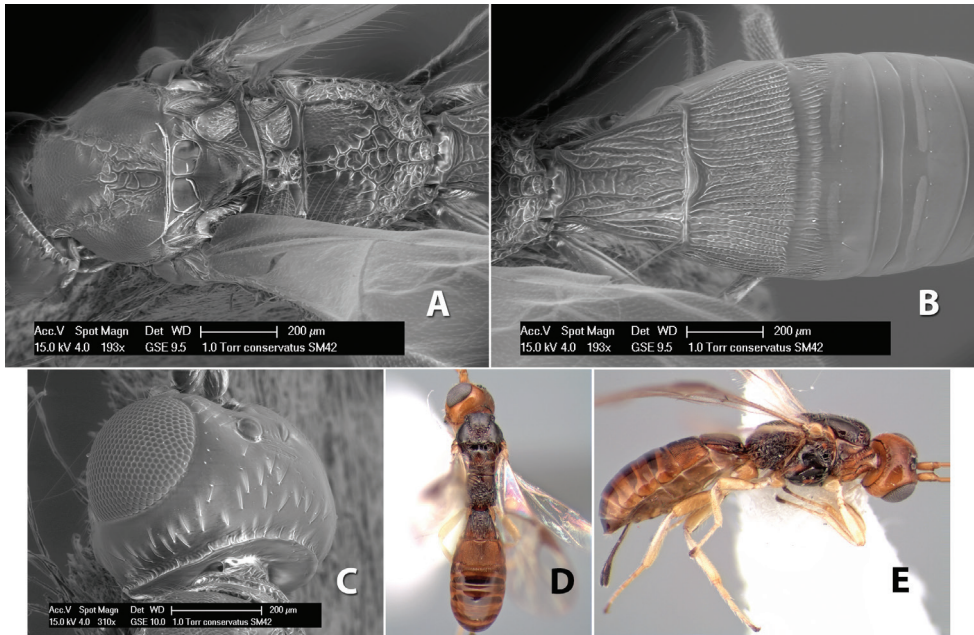 A
Acc.V Spot Magn Det WD 200 µm
15.0 kV 4.0 193x GSE 9.5 1.0 Torr conservatus SM42
B
Acc.V Spot Magn Det WD 200 µm
15.0 kV 4.0 193x GSE 9.5 1.0 Torr conservatus SM42
C
Acc.V Spot Magn Det WD 200 µm
15.0 kV 4.0 310x GSE 10.0 1.0 Torr conservatus SM42
D
E